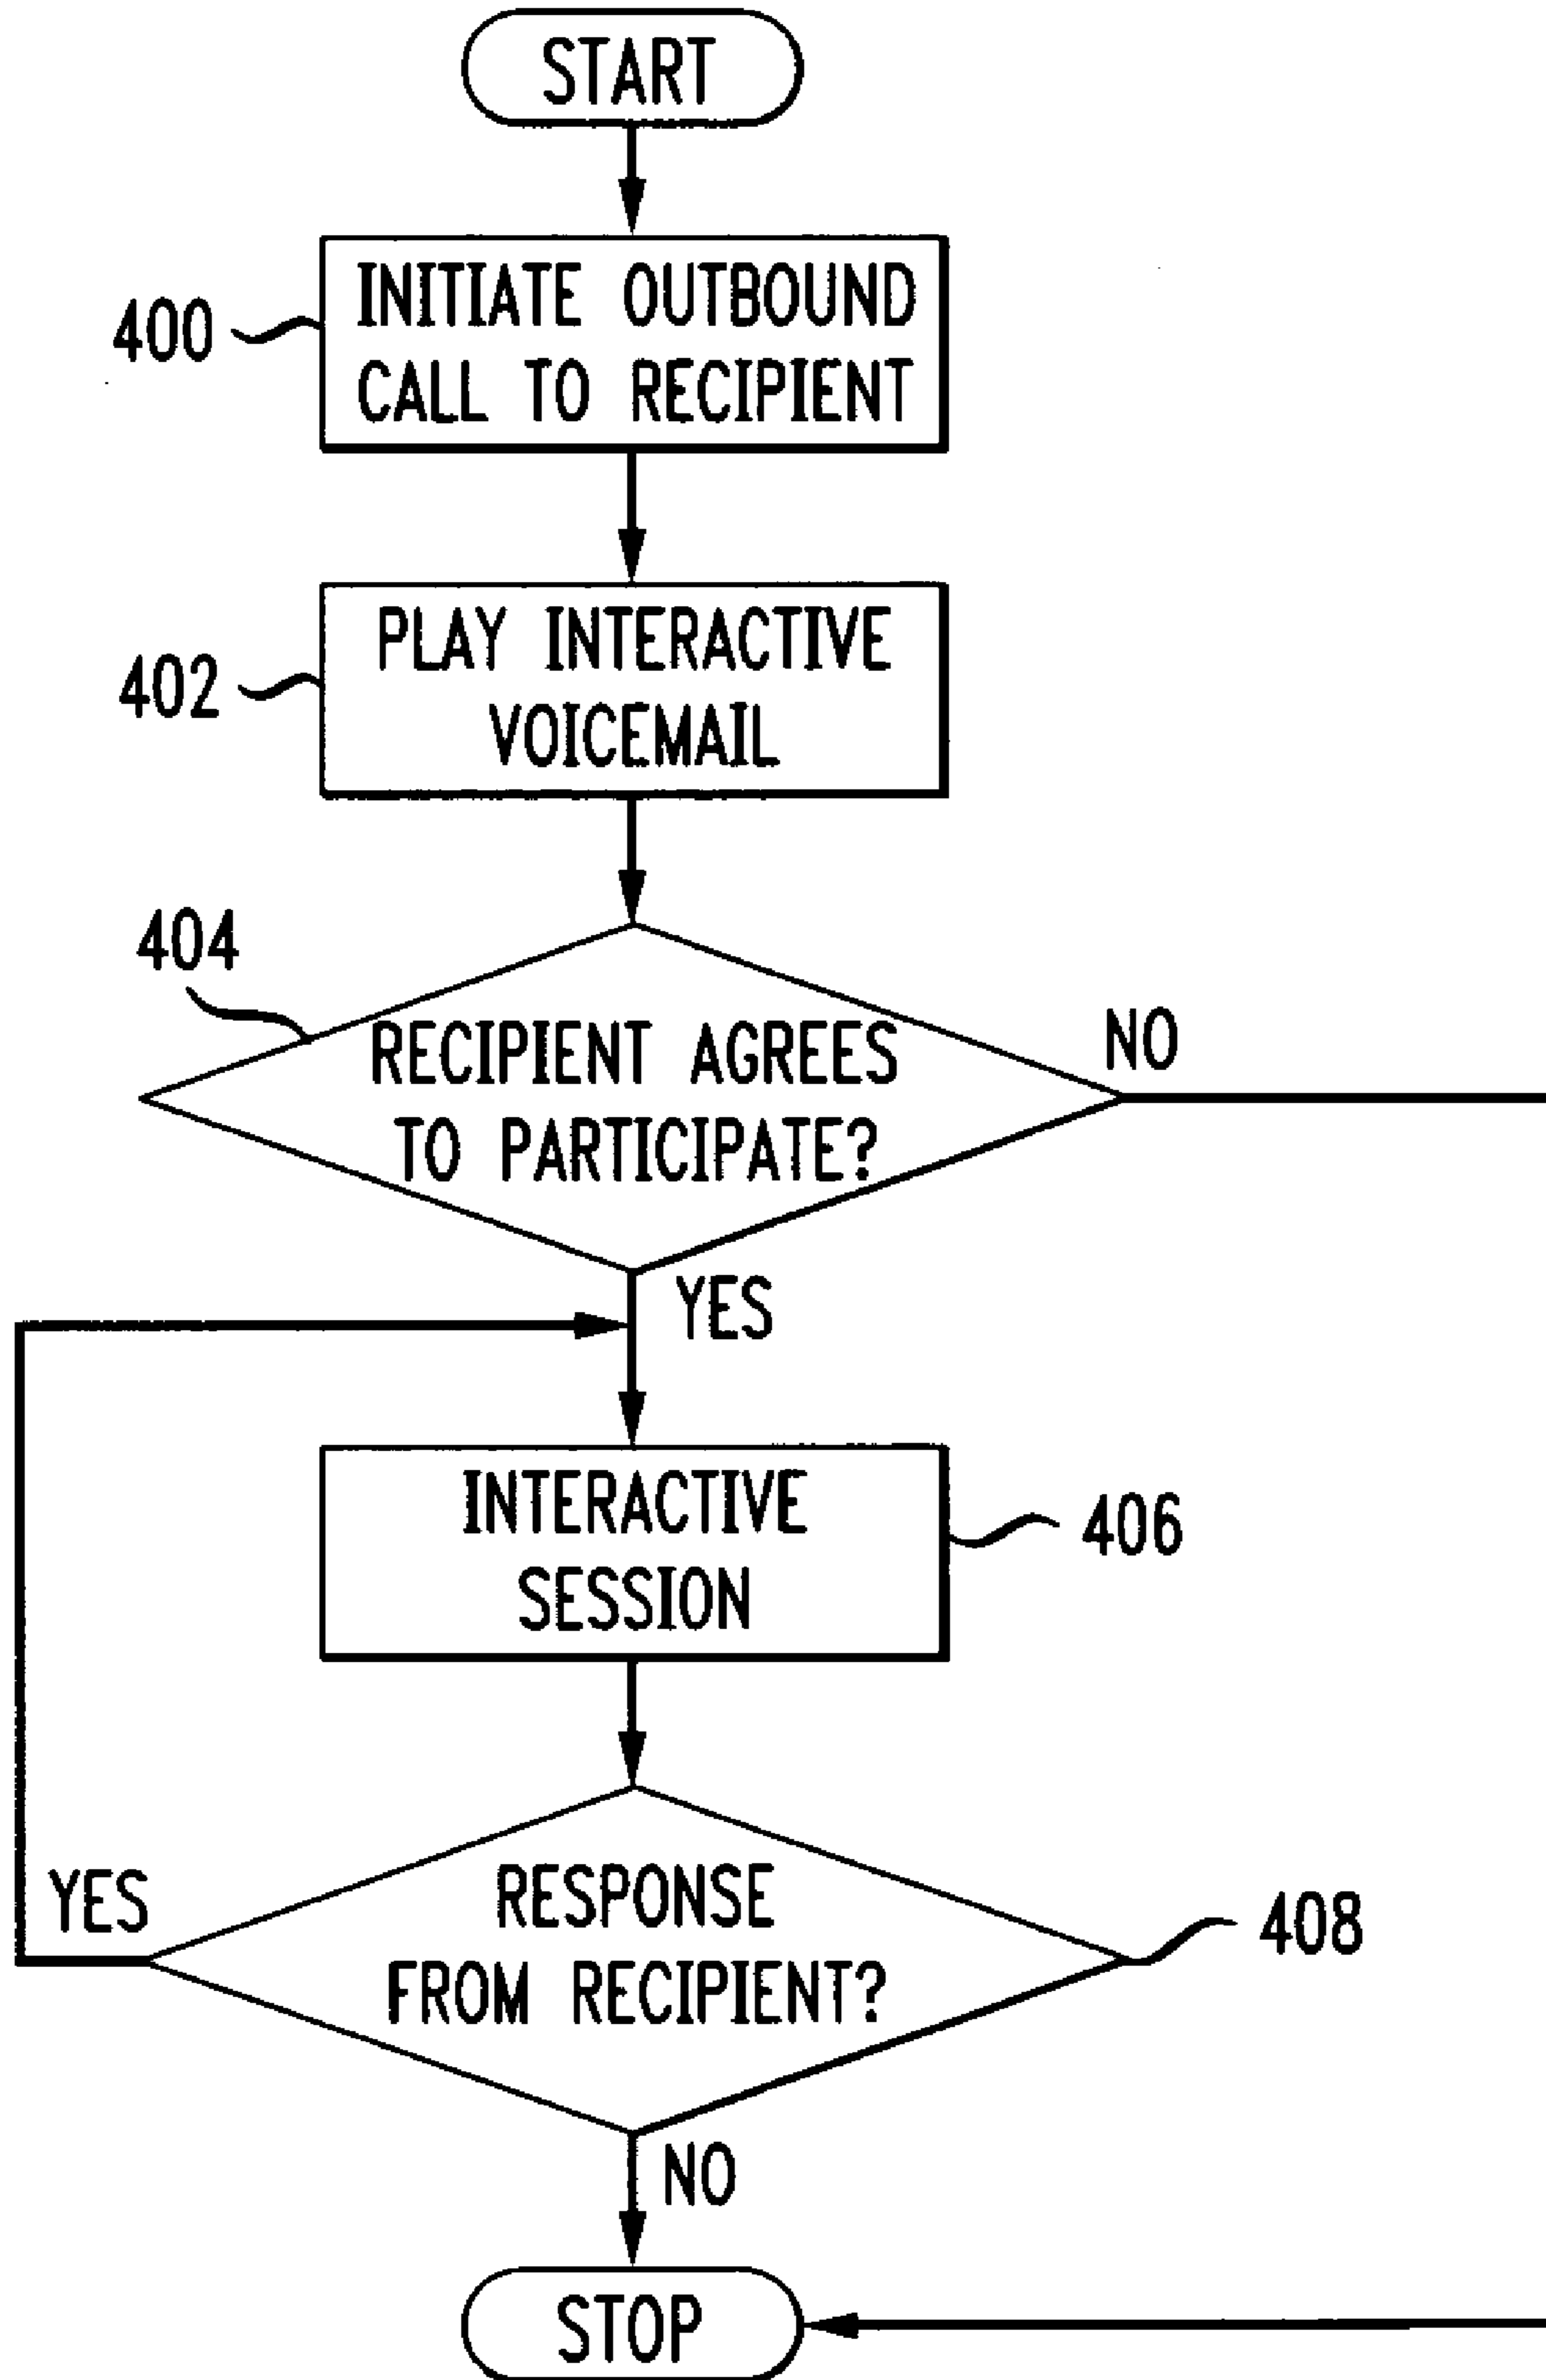 START
400
INITIATE OUTBOUND
CALL TO RECIPIENT
402
PLAY INTERACTIVE
VOICEMAIL
404
RECIPIENT AGREES
TO PARTICIPATE?
NO
YES
INTERACTIVE
SESSION
406
YES
RESPONSE
FROM RECIPIENT?
408
NO
STOP